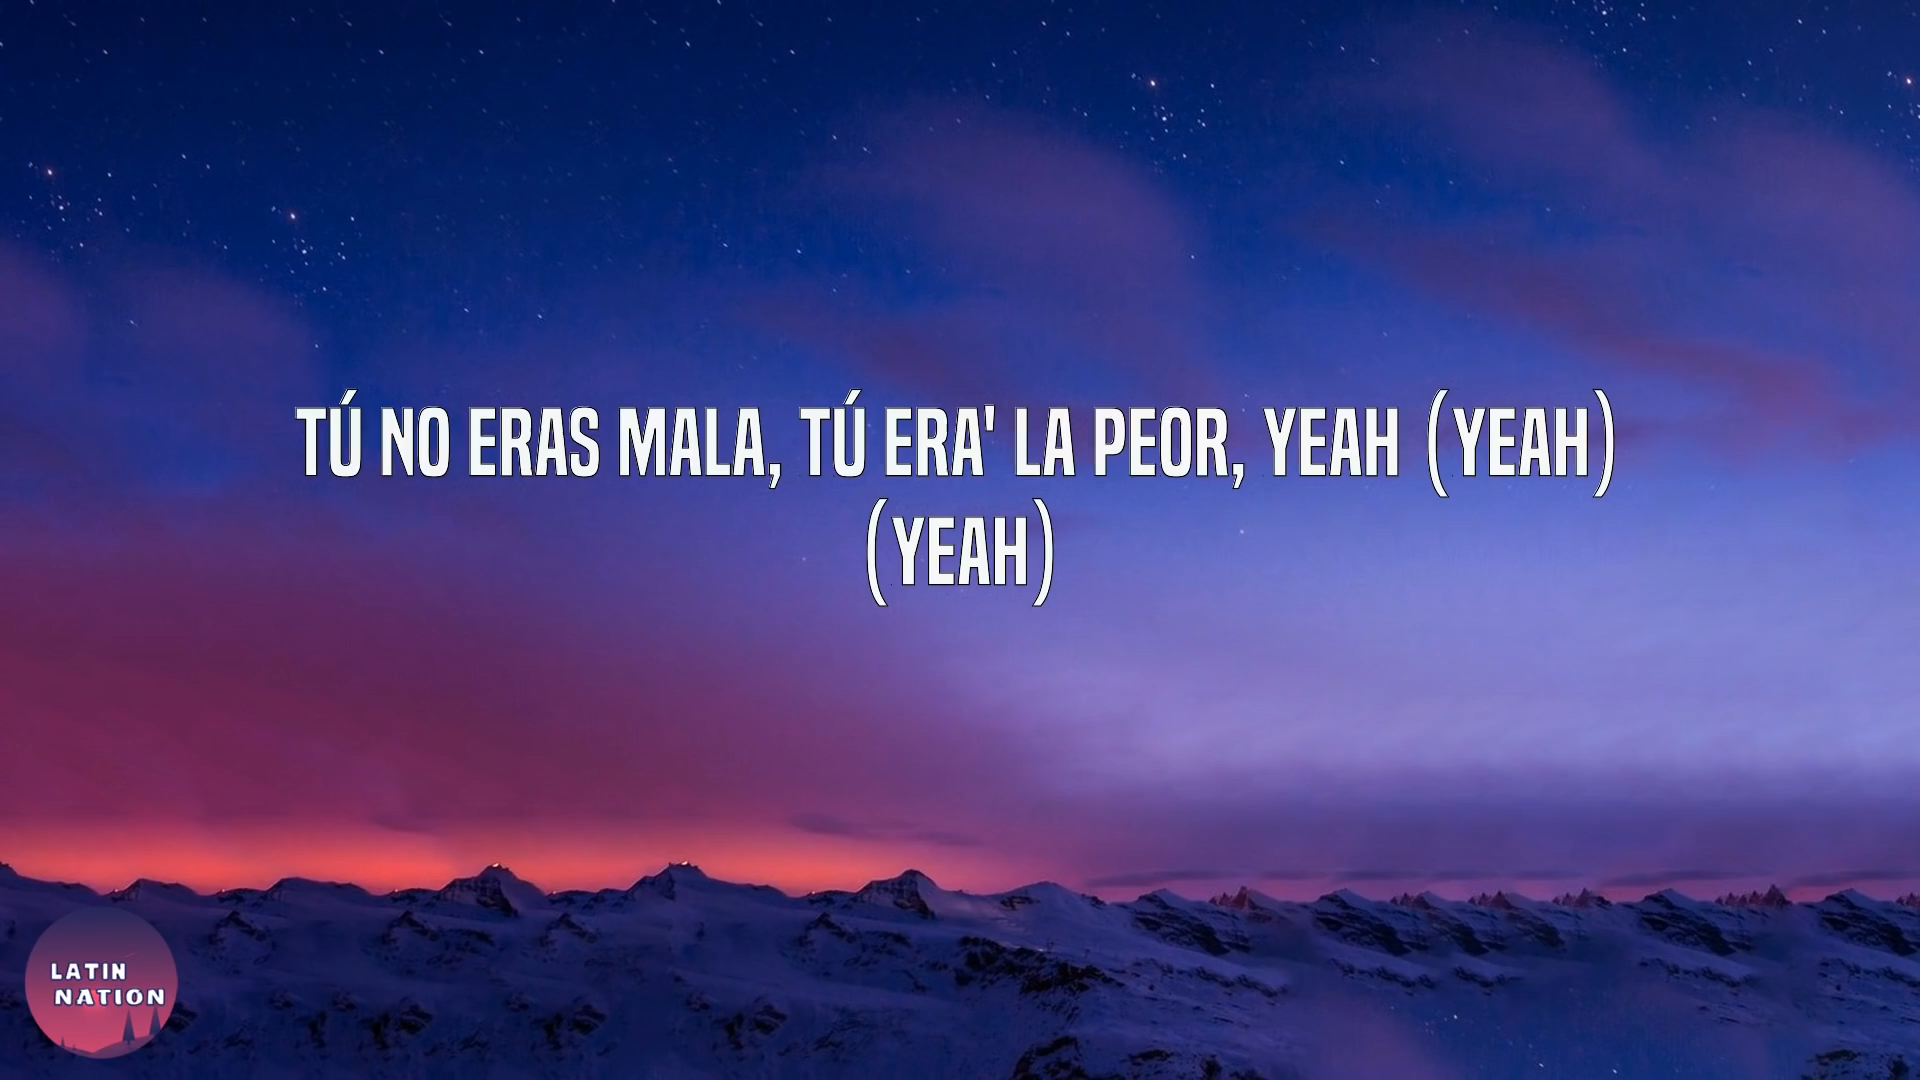 TÚ NO ERAS MALA, TÚ ERA' LA PEOR, YEAH (YEAH)
(YEAH)
LATIN
NATION